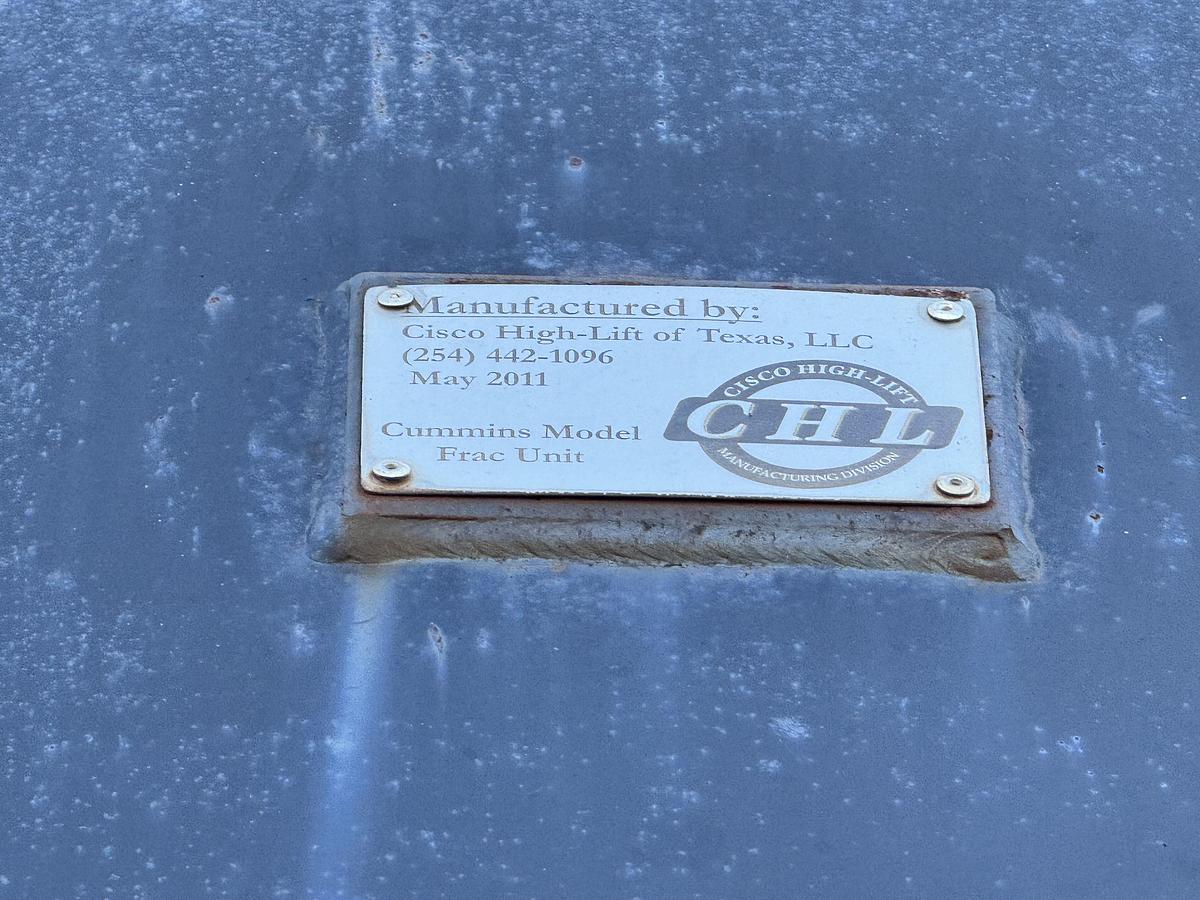 Manufactured by:
Cisco High-Lift of Texas, LLC
(254) 442-1096
May 2011
Cummins Model
Frac Unit
CISCO HIGH-LIFT
CHL
MANUFACTURING DIVISION